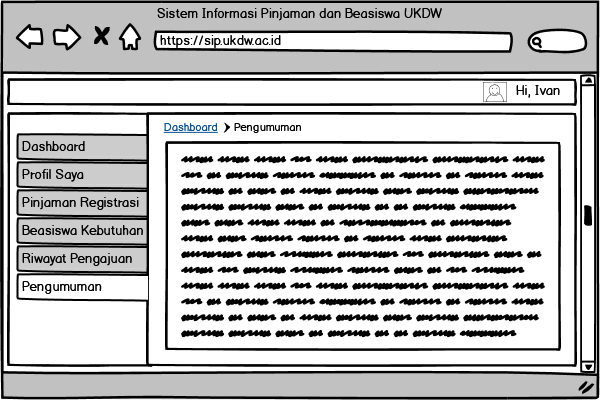 Sistem Informasi Pinjaman dan Beasiswa UKDW
https://sip.ukdw.ac.id
Hi, Ivan
Dashboard
Profil Saya
Pinjaman Registrasi
Beasiswa Kebutuhan
Riwayat Pengajuan
Pengumuman
Dashboard > Pengumuman